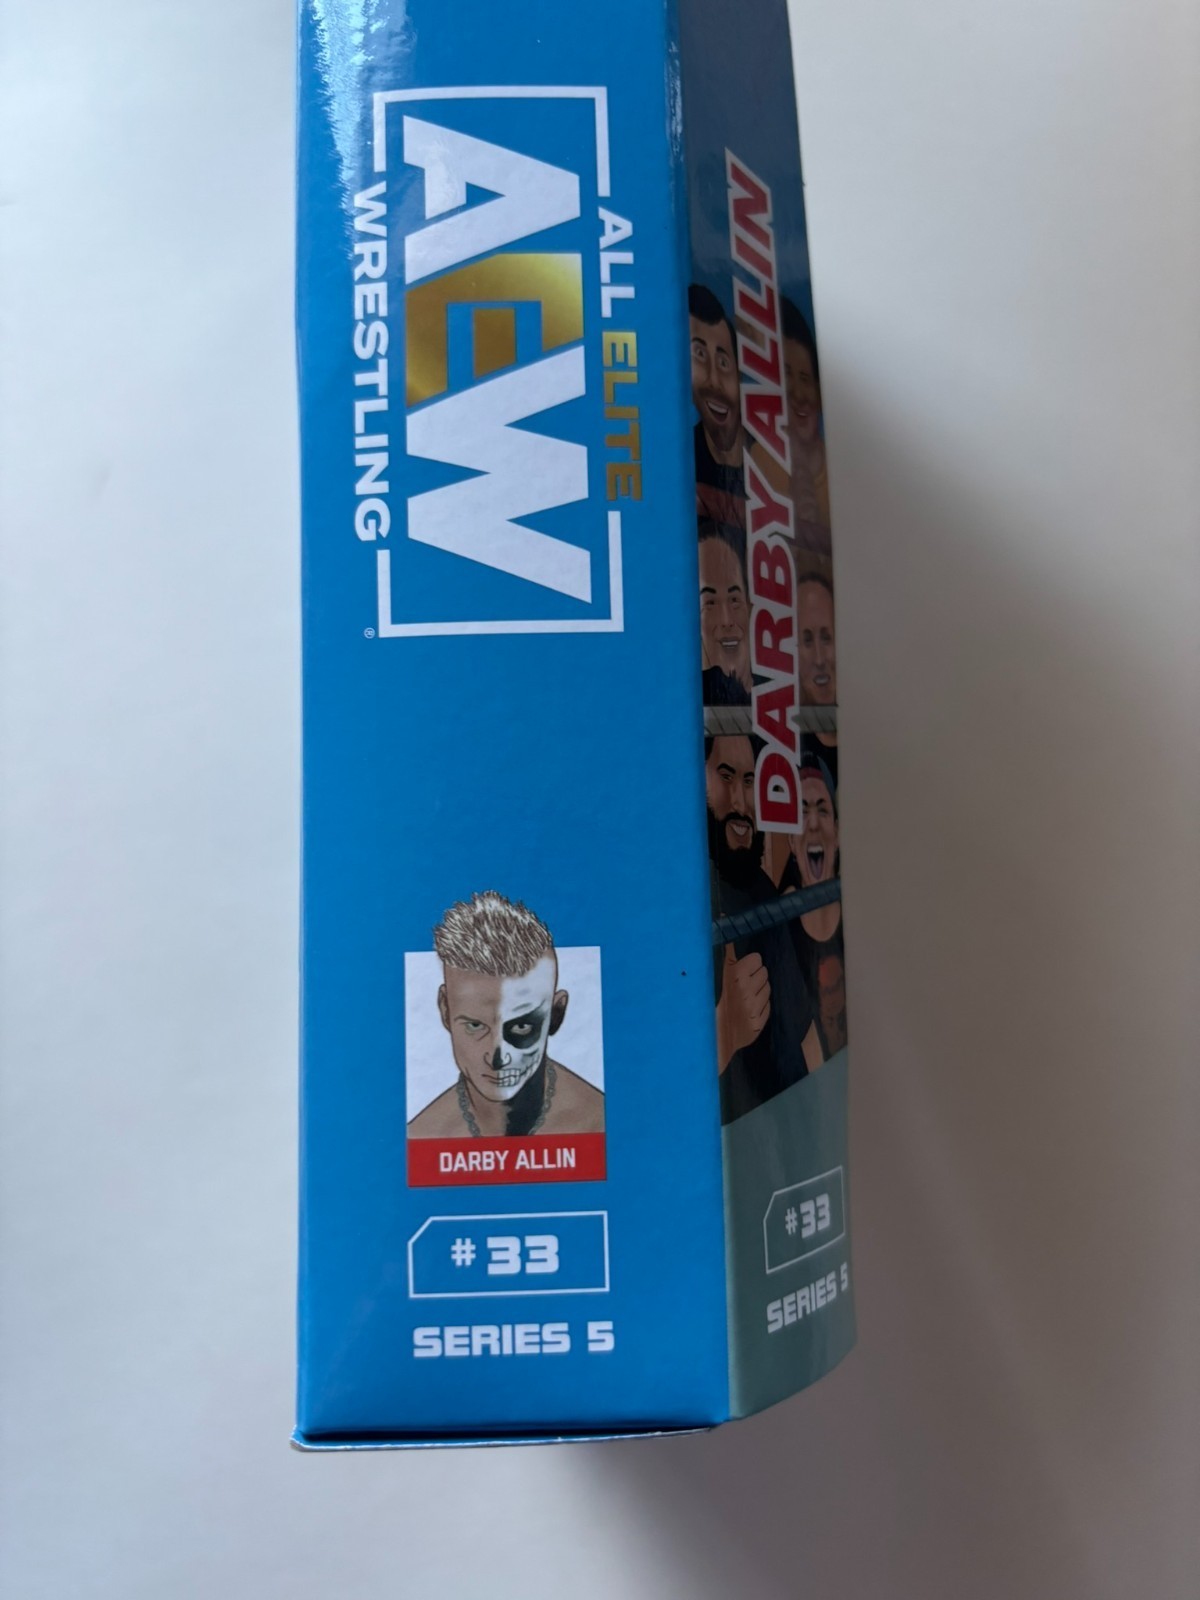 ALL ELITE
AEW
WRESTLING
®
DARBY ALLIN
# 33
SERIES 5
DARBY ALLIN
# 33
SERIES 5